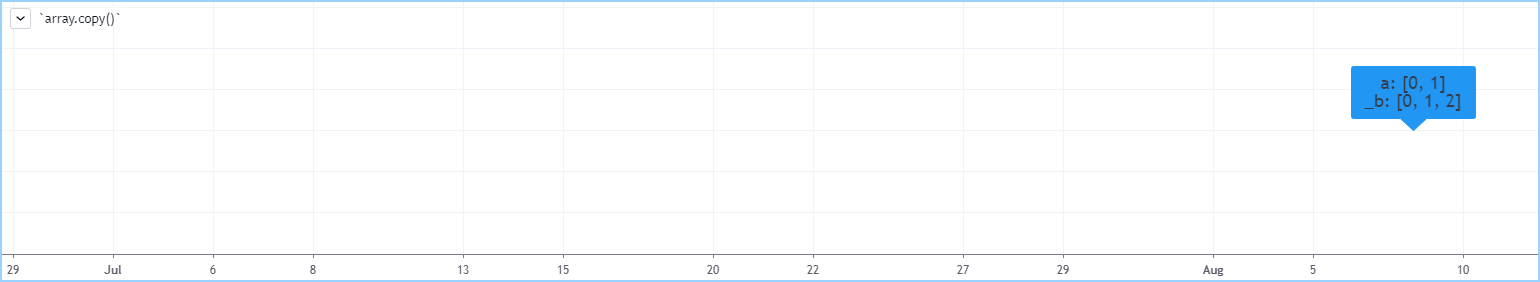 `array.copy()`
a: [0, 1]
_b: [0, 1, 2]
29 Jul 6 8 13 15 20 22 27 29 Aug 5 10